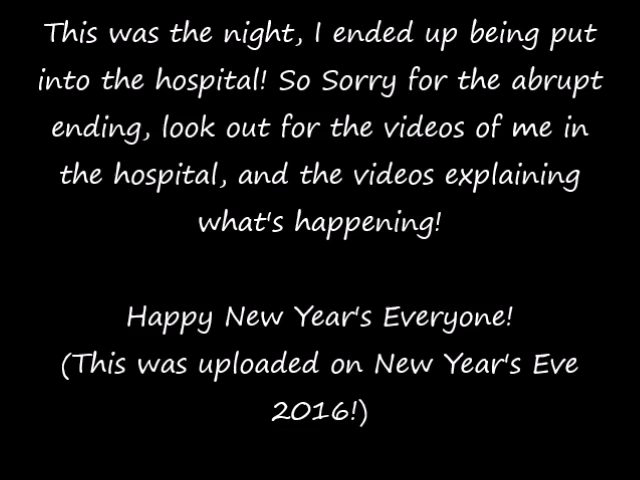 This was the night, I ended up being put
into the hospital! So Sorry for the abrupt
ending, look out for the videos of me in
the hospital, and the videos explaining
what's happening!
Happy New Year's Everyone!
(This was uploaded on New Year's Eve
2016!)